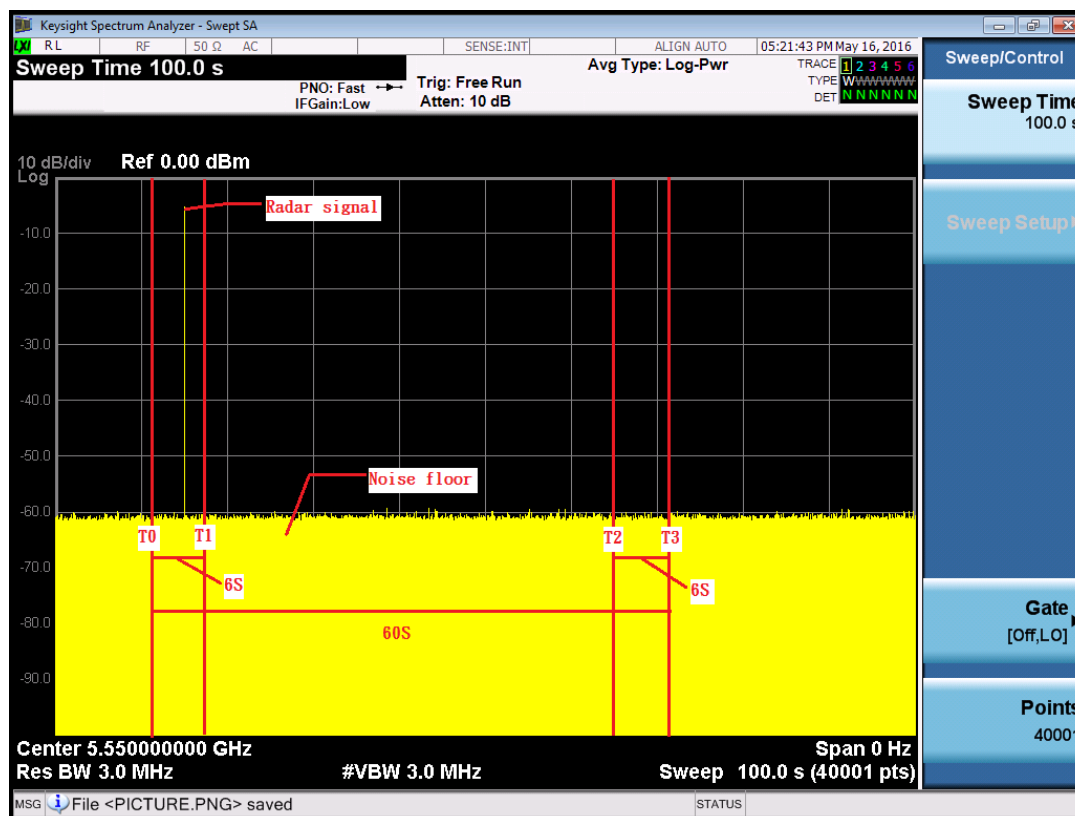 Keysight Spectrum Analyzer - Swept SA
LXI RL RF 50 Ω AC SENSE:INT ALIGN AUTO 05:21:43 PM May 16, 2016
Sweep Time 100.0 s
PNO: Fast
IFGain:Low
Trig: Free Run
Atten: 10 dB
Avg Type: Log-Pwr
TRACE 1 2 3 4 5 6
TYPE WWWWWW
DET N N N N N N
Sweep/Control
Sweep Time
100.0 s
Sweep Setup
Gate
[Off,LO]
Points
40001
10 dB/div Ref 0.00 dBm
Log
Radar signal
-10.0
-20.0
-30.0
-40.0
-50.0
Noise floor
-60.0
T0 T1 T2 T3
-70.0
6S 6S
-80.0
60S
-90.0
Center 5.550000000 GHz Span 0 Hz
Res BW 3.0 MHz #VBW 3.0 MHz Sweep 100.0 s (40001 pts)
MSG File <PICTURE.PNG> saved STATUS